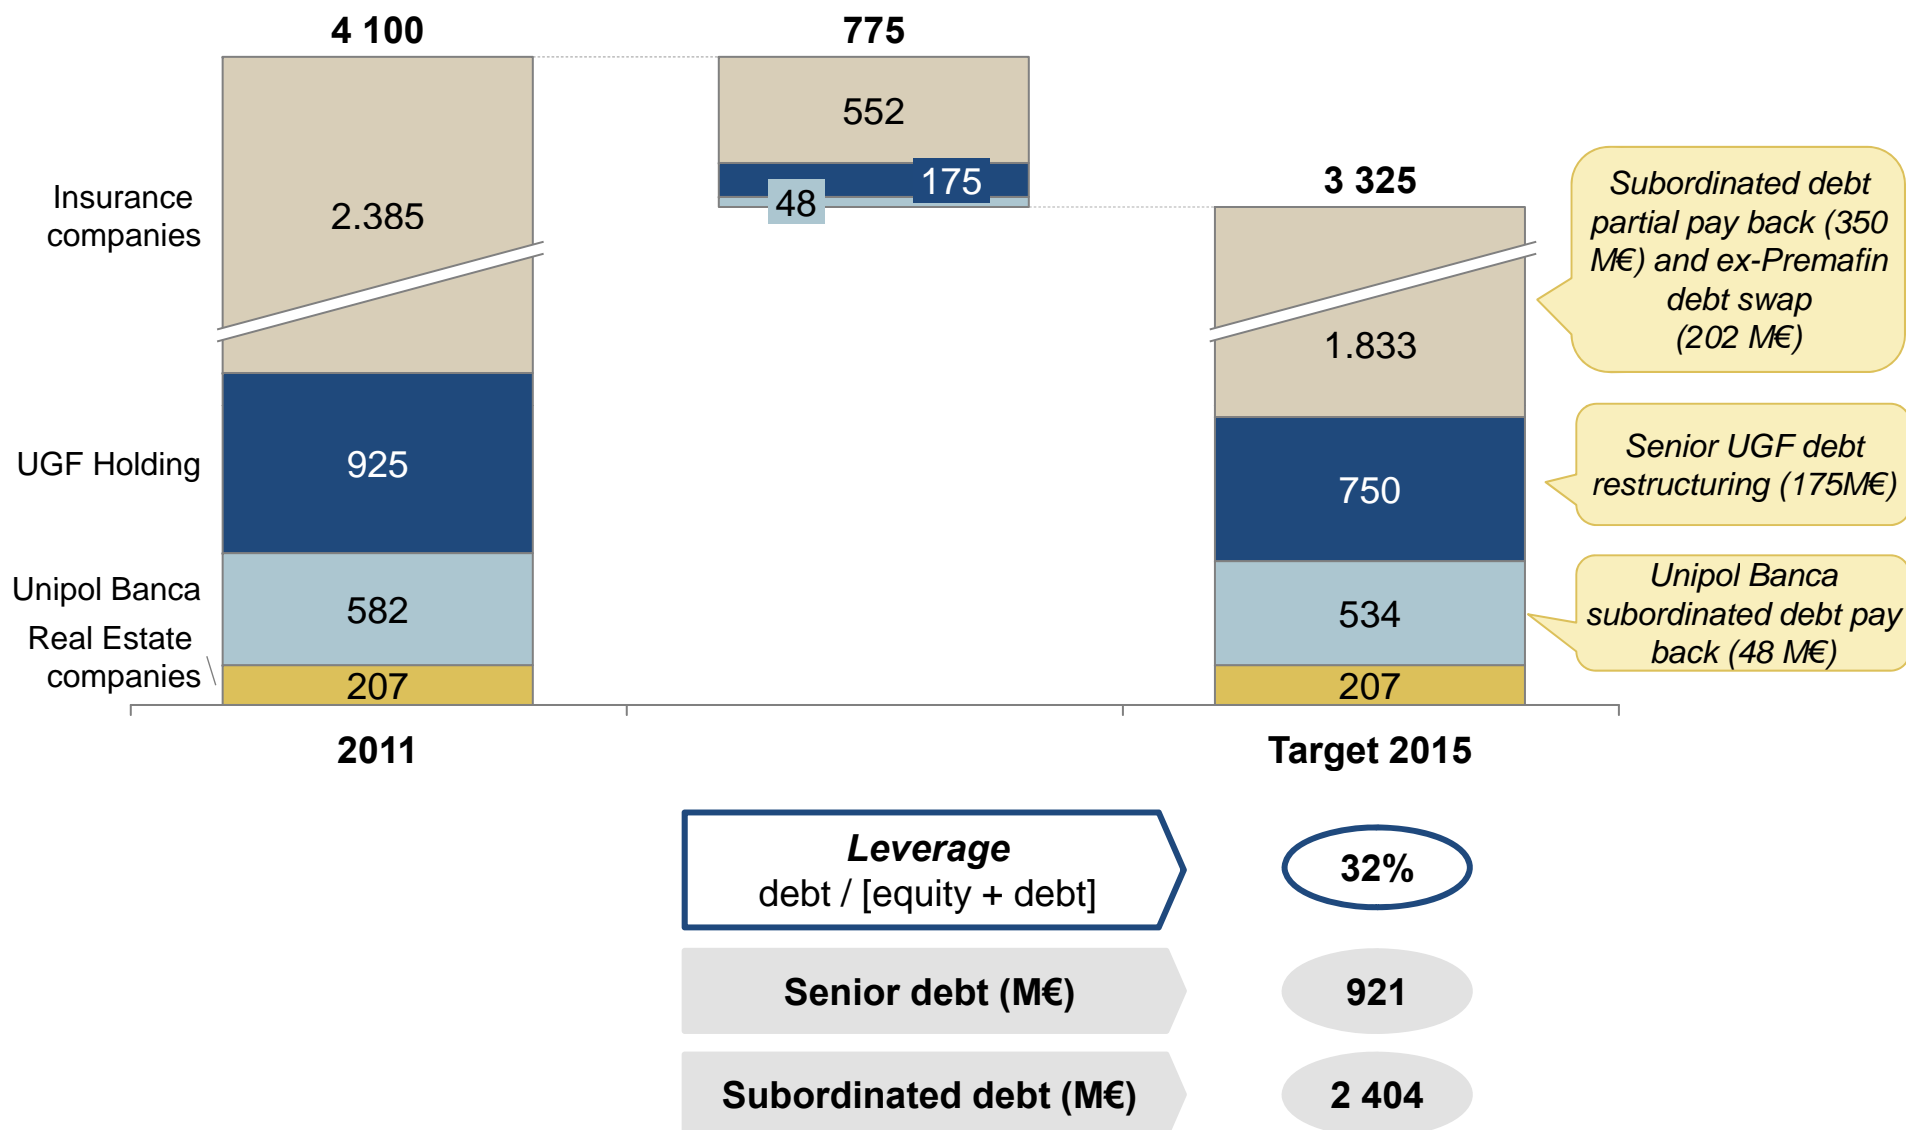 4 100
775
552
175
48
3 325
Insurance
companies
2.385
1.833
UGF Holding
925
750
Unipol Banca
582
534
Real Estate
companies
207
207
Subordinated debt
partial pay back (350
M€) and ex-Premafin
debt swap
(202 M€)
Senior UGF debt
restructuring (175M€)
Unipol Banca
subordinated debt pay
back (48 M€)
2011
Target 2015
Leverage
debt / [equity + debt]
32%
Senior debt (M€)
921
Subordinated debt (M€)
2 404